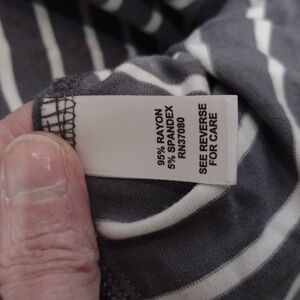 95% RAYON
5% SPANDEX
RN37080
SEE REVERSE
FOR CARE